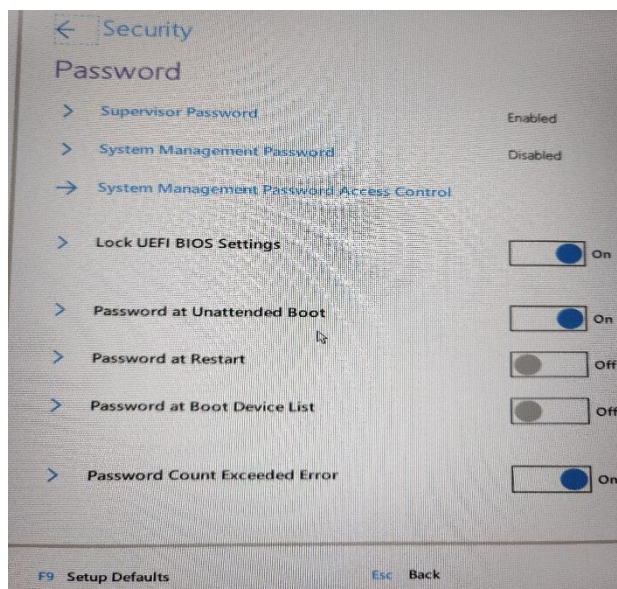 Security
Password
Supervisor Password Enabled
System Management Password Disabled
System Management Password Access Control
Lock UEFI BIOS Settings On
Password at Unattended Boot On
Password at Restart Off
Password at Boot Device List Off
Password Count Exceeded Error On
F9 Setup Defaults Esc Back